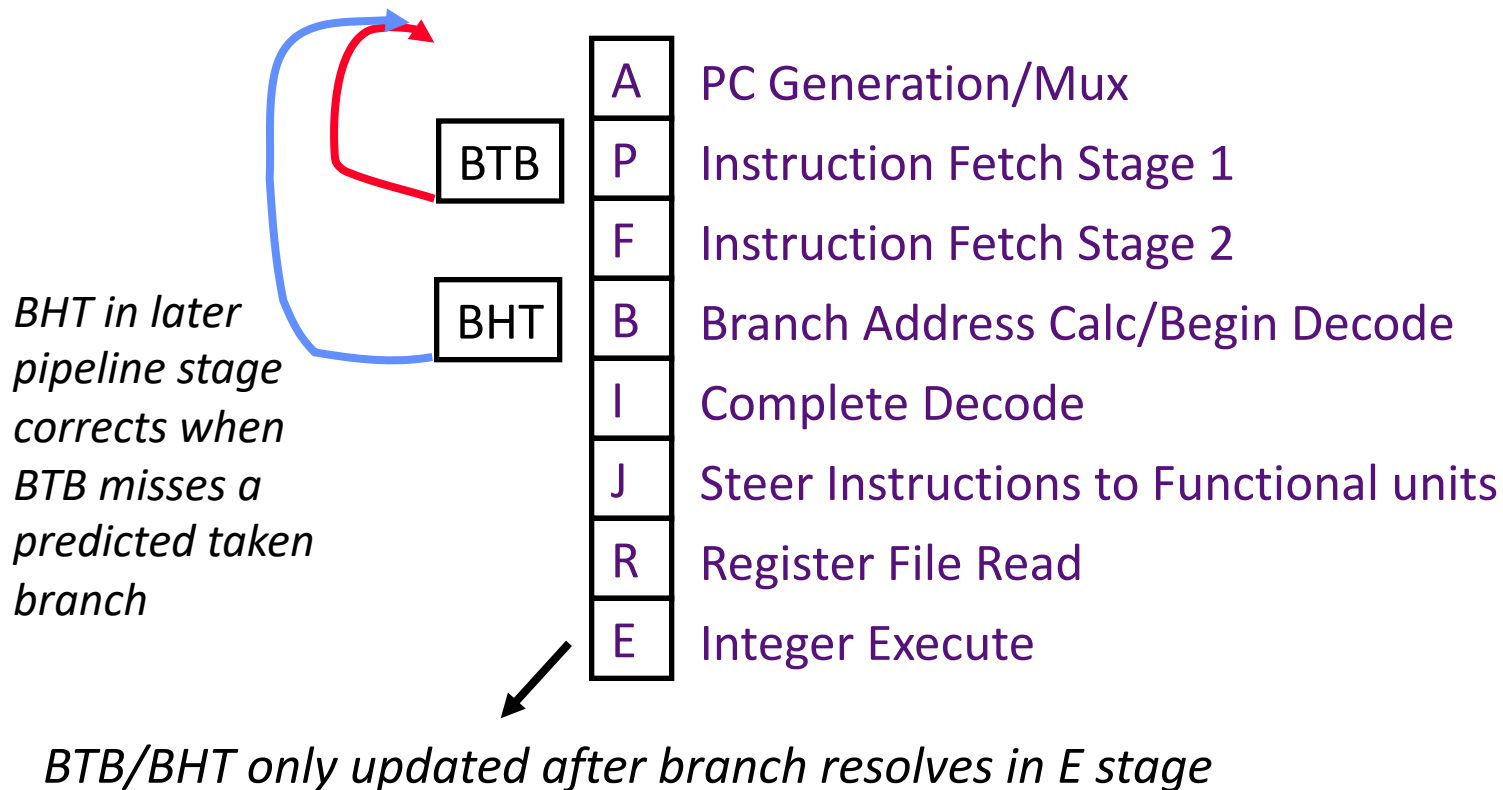 A PC Generation/Mux
BTB P Instruction Fetch Stage 1
F Instruction Fetch Stage 2
BHT B Branch Address Calc/Begin Decode
I Complete Decode
J Steer Instructions to Functional units
R Register File Read
E Integer Execute
BHT in later
pipeline stage
corrects when
BTB misses a
predicted taken
branch
BTB/BHT only updated after branch resolves in E stage